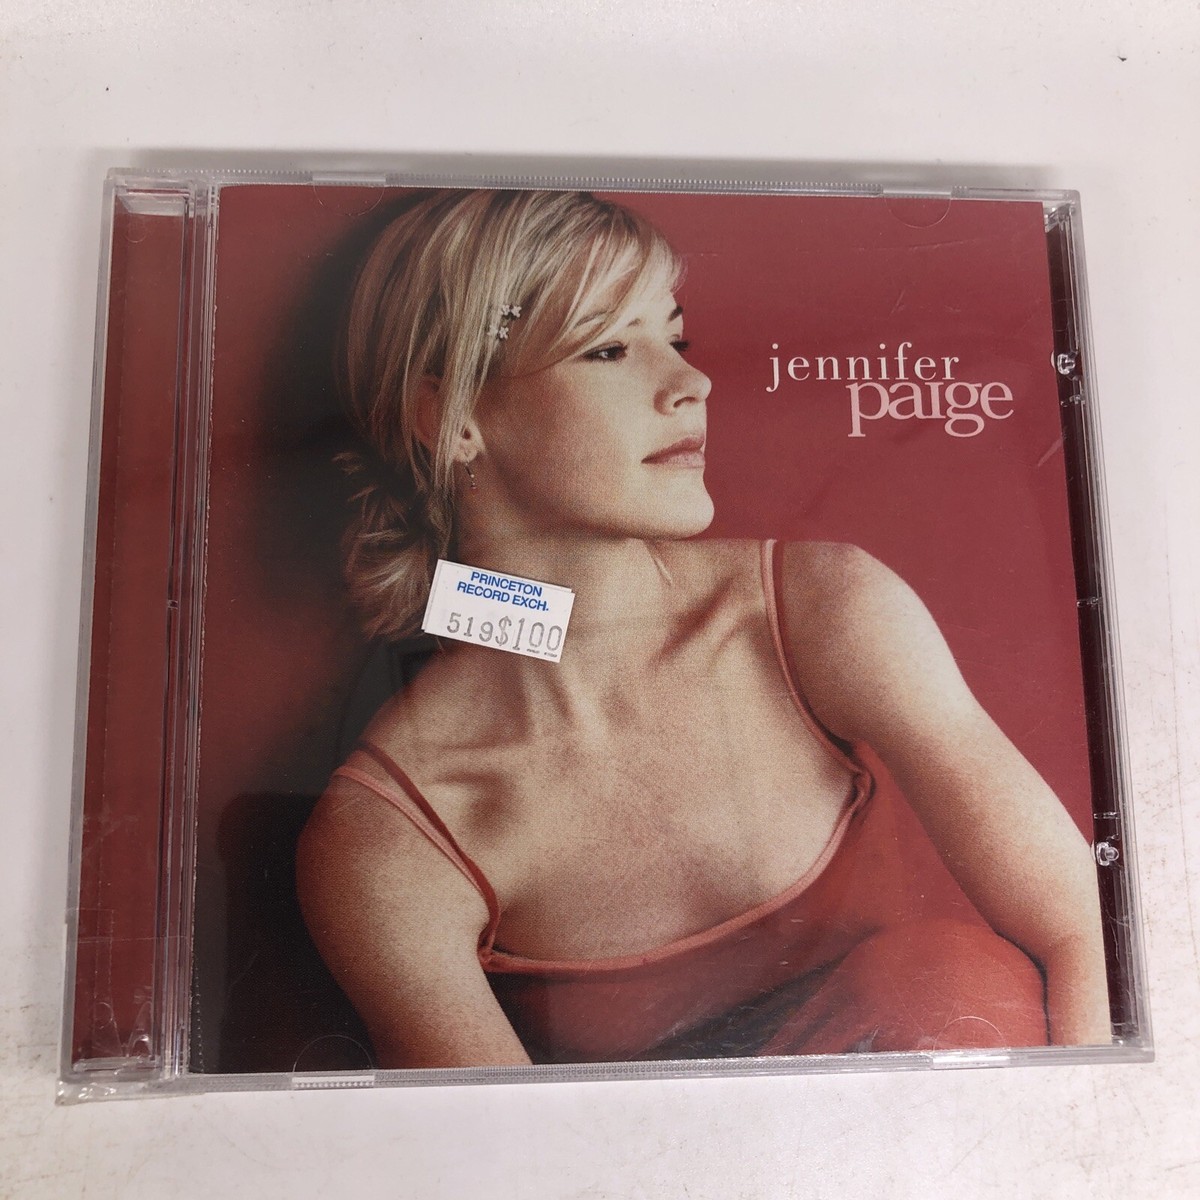 jennifer
paige
PRINCETON
RECORD EXCH.
519$100